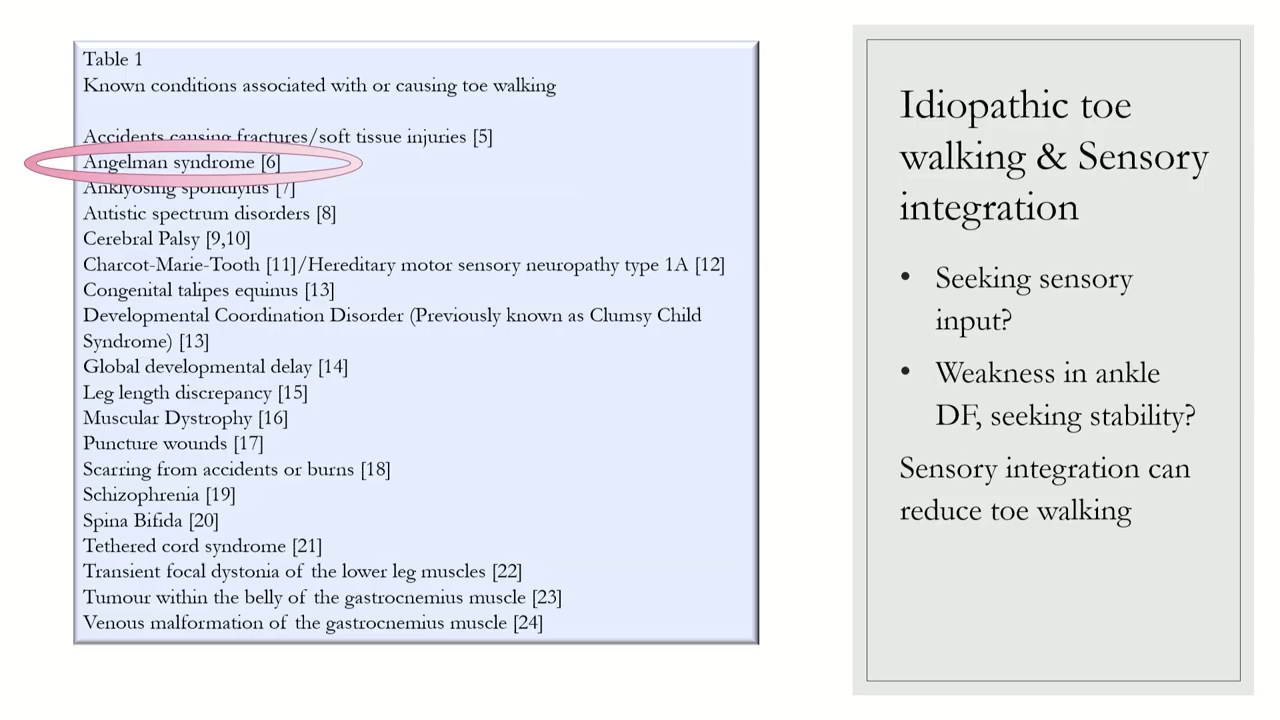 Table 1
Known conditions associated with or causing toe walking
Accidents causing fractures/soft tissue injuries [5]
Angelman syndrome [6]
Anklyosing spondlyitis [7]
Autistic spectrum disorders [8]
Cerebral Palsy [9,10]
Charcot-Marie-Tooth [11]/Hereditary motor sensory neuropathy type 1A [12]
Congenital talipes equinus [13]
Developmental Coordination Disorder (Previously known as Clumsy Child
Syndrome) [13]
Global developmental delay [14]
Leg length discrepancy [15]
Muscular Dystrophy [16]
Puncture wounds [17]
Scarring from accidents or burns [18]
Schizophrenia [19]
Spina Bifida [20]
Tethered cord syndrome [21]
Transient focal dystonia of the lower leg muscles [22]
Tumour within the belly of the gastrocnemius muscle [23]
Venous malformation of the gastrocnemius muscle [24]
Idiopathic toe
walking & Sensory
integration
• Seeking sensory
input?
• Weakness in ankle
DF, seeking stability?
Sensory integration can
reduce toe walking